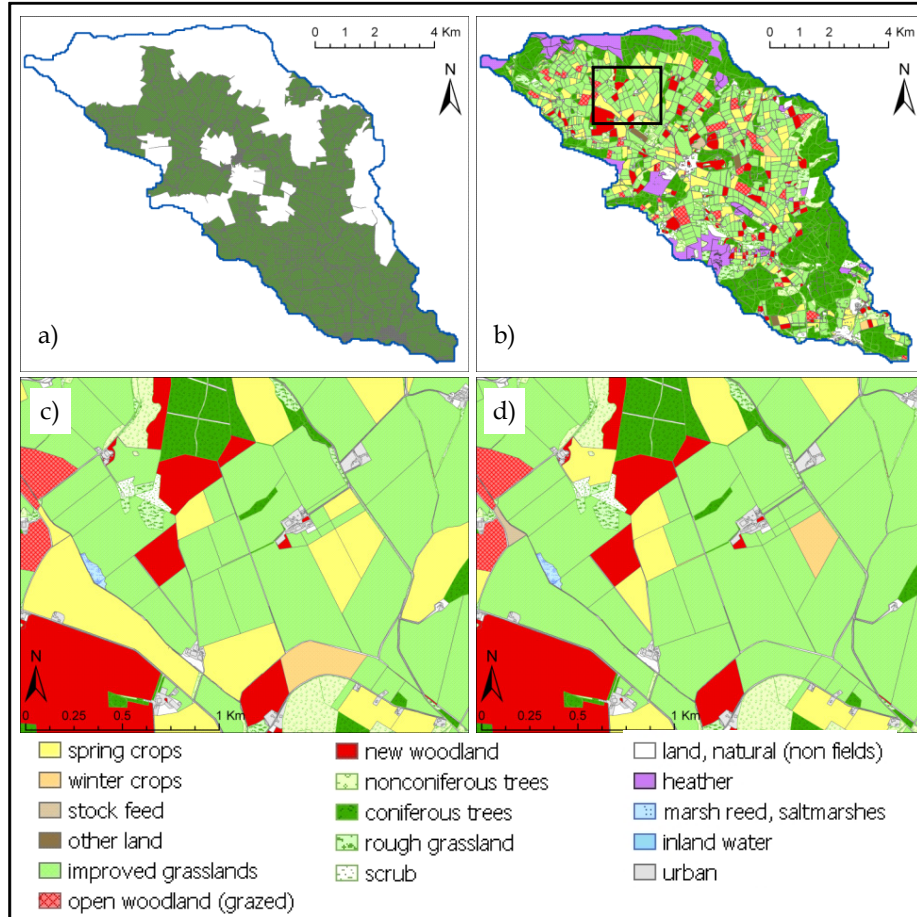 0 1 2 4 Km
N
a)
0 1 2 4 Km
N
b)
c)
N
0 0.25 0.5 1 Km
d)
N
0 0.25 0.5 1 Km
spring crops
winter crops
stock feed
other land
improved grasslands
open woodland (grazed)
new woodland
nonconiferous trees
coniferous trees
rough grassland
scrub
land, natural (non fields)
heather
marsh reed, saltmarshes
inland water
urban